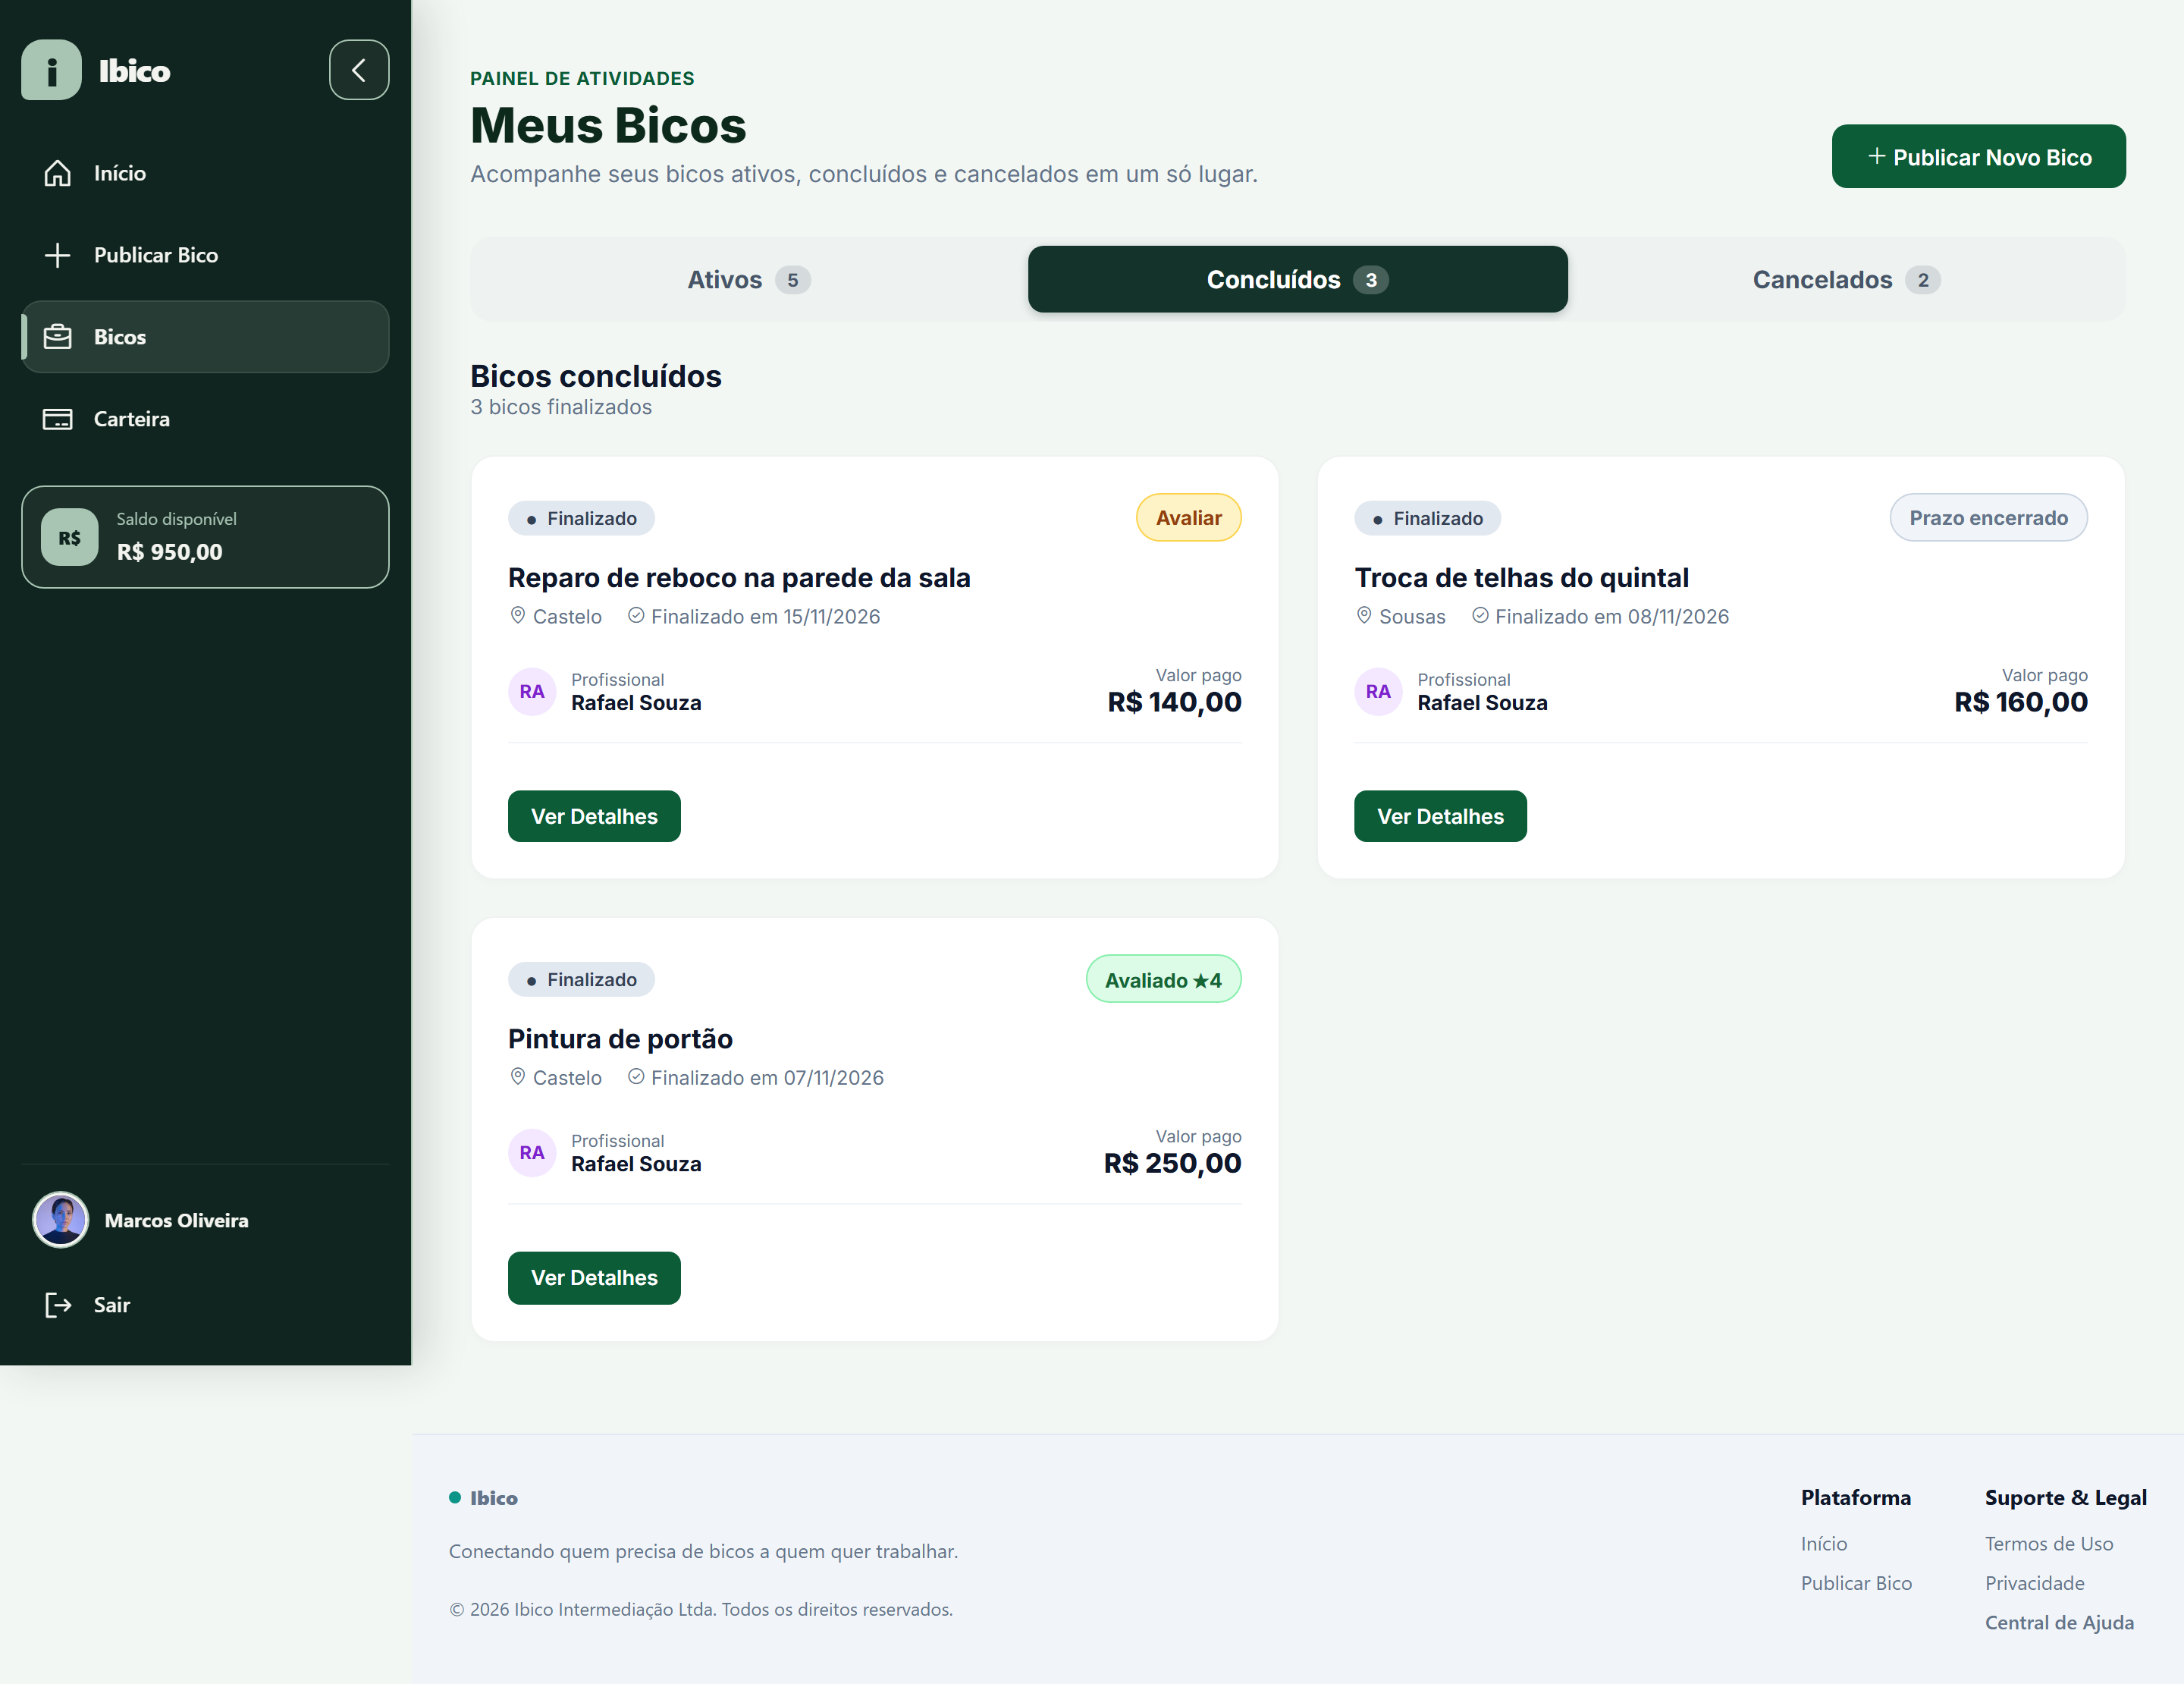 i
Ibico
Início
Publicar Bico
Bicos
Carteira
R$
Saldo disponível
R$ 950,00
Marcos Oliveira
Sair
PAINEL DE ATIVIDADES
Meus Bicos
Acompanhe seus bicos ativos, concluídos e cancelados em um só lugar.
+ Publicar Novo Bico
Ativos 5
Concluídos 3
Cancelados 2
Bicos concluídos
3 bicos finalizados
Finalizado
Avaliar
Reparo de reboco na parede da sala
Castelo Finalizado em 15/11/2026
RA
Profissional
Rafael Souza
Valor pago
R$ 140,00
Ver Detalhes
Finalizado
Prazo encerrado
Troca de telhas do quintal
Sousas Finalizado em 08/11/2026
RA
Profissional
Rafael Souza
Valor pago
R$ 160,00
Ver Detalhes
Finalizado
Avaliado ★4
Pintura de portão
Castelo Finalizado em 07/11/2026
RA
Profissional
Rafael Souza
Valor pago
R$ 250,00
Ver Detalhes
Ibico
Conectando quem precisa de bicos a quem quer trabalhar.
© 2026 Ibico Intermediação Ltda. Todos os direitos reservados.
Plataforma
Início
Publicar Bico
Suporte & Legal
Termos de Uso
Privacidade
Central de Ajuda